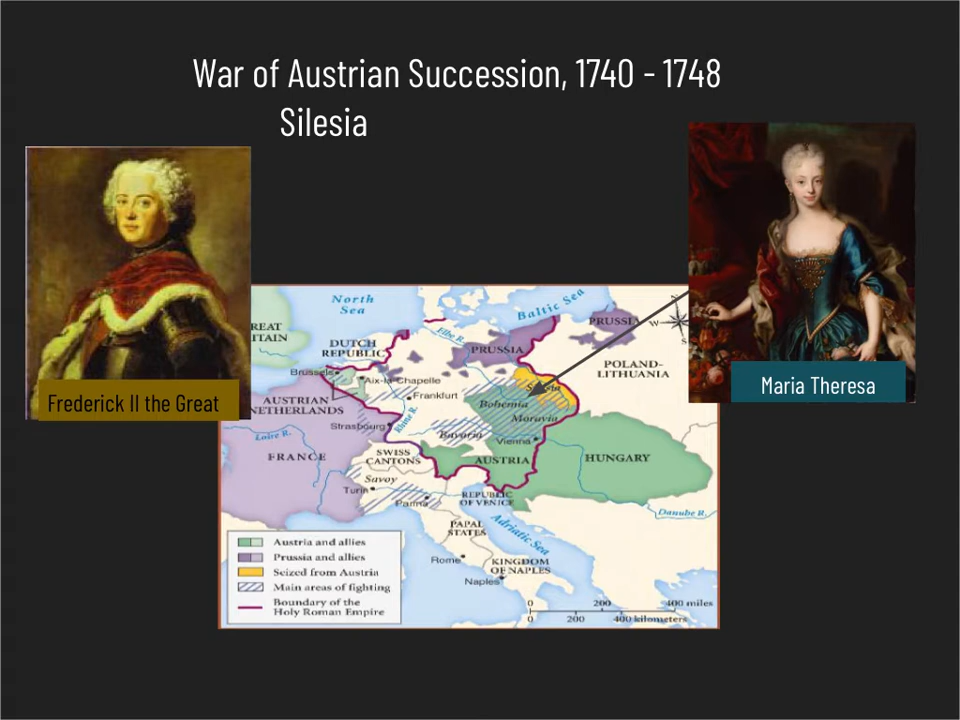 War of Austrian Succession, 1740 - 1748
Silesia
Frederick II the Great
Maria Theresa
North
Sea
Baltic Sea
Elbe R.
PRUSSIA
PRUSSIA
W
DUTCH
REPUBLIC
Brussels
Aix-la-Chapelle
Frankfurt
POLAND-
LITHUANIA
AUSTRIAN
NETHERLANDS
Rhine R.
Strasbourg
Bohemia
Moravia
Bavaria
Vienna
Loire R.
FRANCE
SWISS
CANTONS
AUSTRIA
HUNGARY
Savoy
Turin
Parma
REPUBLIC
OF VENICE
Danube R.
PAPAL
STATES
Adriatic Sea
Rome
KINGDOM
OF NAPLES
Naples
Austria and allies
Prussia and allies
Seized from Austria
Main areas of fighting
Boundary of the
Holy Roman Empire
0 200 400 miles
0 200 400 kilometers